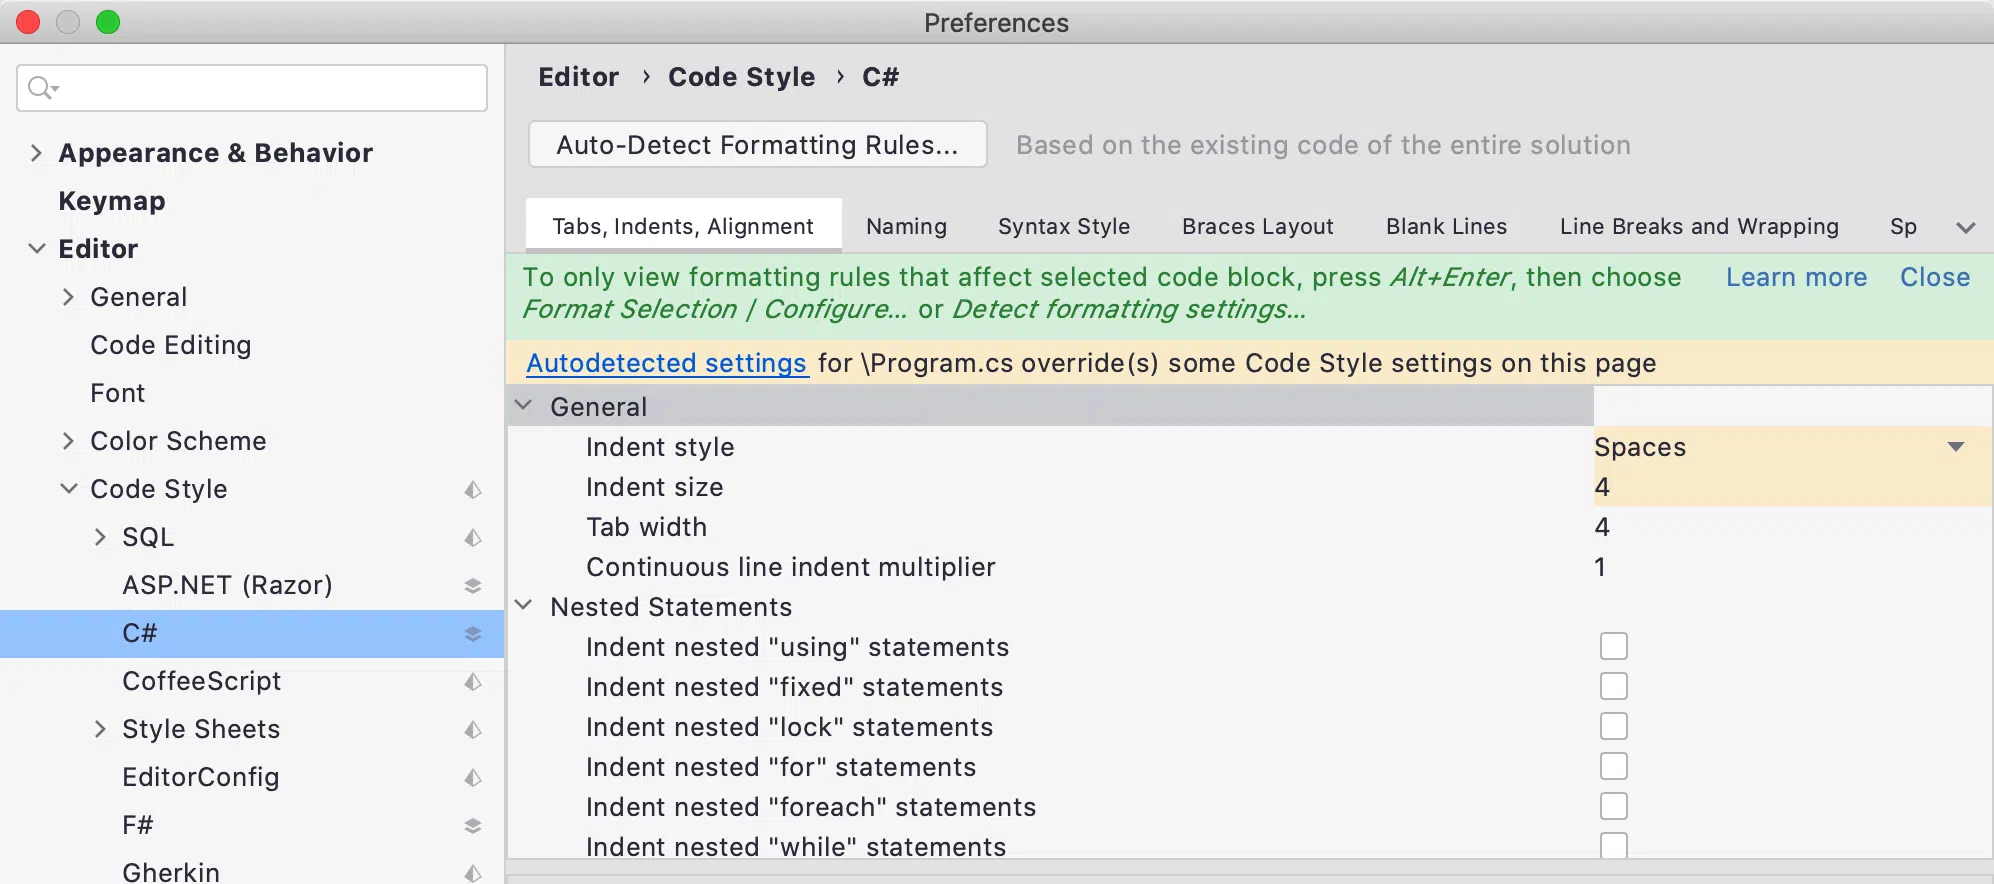 Preferences
Appearance & Behavior
Keymap
Editor
General
Code Editing
Font
Color Scheme
Code Style
SQL
ASP.NET (Razor)
C#
CoffeeScript
Style Sheets
EditorConfig
F#
Gherkin
Editor › Code Style › C#
Auto-Detect Formatting Rules... Based on the existing code of the entire solution
Tabs, Indents, Alignment Naming Syntax Style Braces Layout Blank Lines Line Breaks and Wrapping Sp
To only view formatting rules that affect selected code block, press Alt+Enter, then choose Learn more Close
Format Selection / Configure... or Detect formatting settings...
Autodetected settings for \Program.cs override(s) some Code Style settings on this page
General
Indent style Spaces
Indent size 4
Tab width 4
Continuous line indent multiplier 1
Nested Statements
Indent nested "using" statements
Indent nested "fixed" statements
Indent nested "lock" statements
Indent nested "for" statements
Indent nested "foreach" statements
Indent nested "while" statements